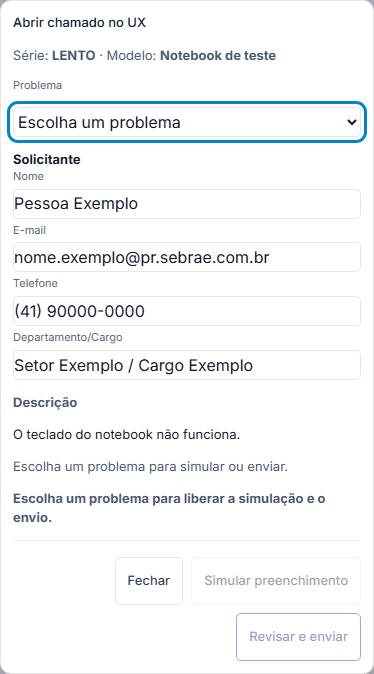 Abrir chamado no UX
Série: LENTO · Modelo: Notebook de teste
Problema
Escolha um problema
Solicitante
Nome
Pessoa Exemplo
E-mail
nome.exemplo@pr.sebrae.com.br
Telefone
(41) 90000-0000
Departamento/Cargo
Setor Exemplo / Cargo Exemplo
Descrição
O teclado do notebook não funciona.
Escolha um problema para simular ou enviar.
Escolha um problema para liberar a simulação e o
envio.
Fechar
Simular preenchimento
Revisar e enviar